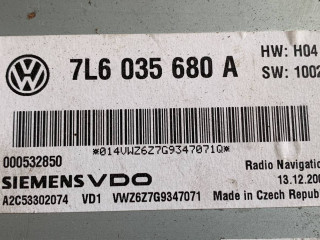 7L6 035 680 A
HW: H04
SW: 1002
*014VWZ6Z7G9347071Q*
000532850
Radio Navigatio
SIEMENS VDO
13.12.200
A2C53302074 VD1 VWZ6Z7G9347071
Made in Czech Republ